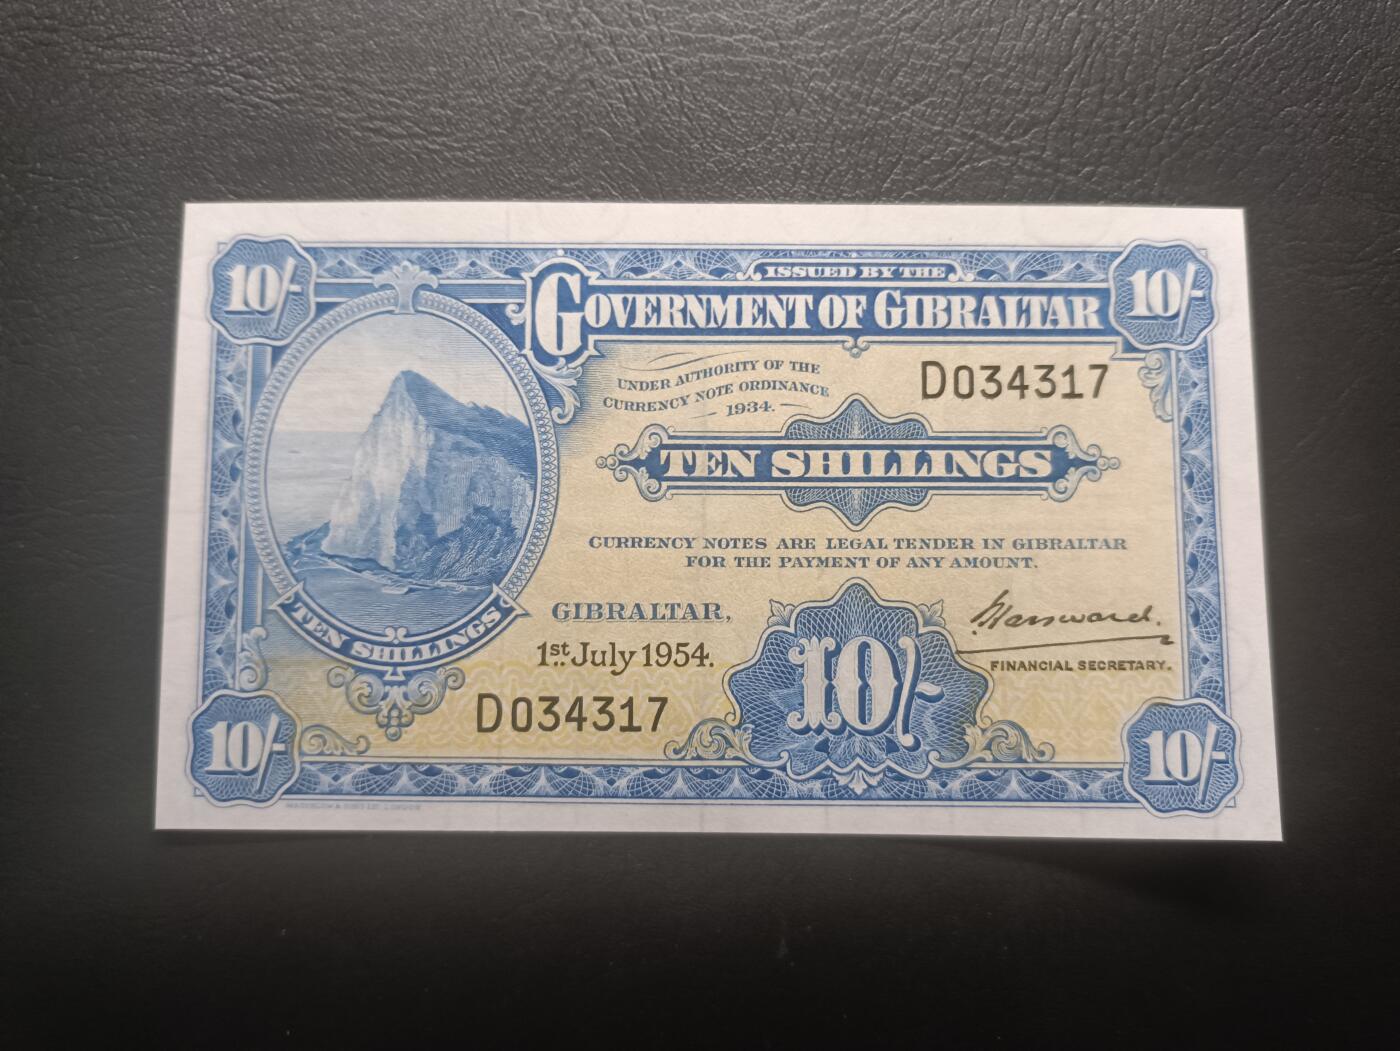 10/-
ISSUED BY THE
10/-
GOVERNMENT OF GIBRALTAR
UNDER AUTHORITY OF THE
CURRENCY NOTE ORDINANCE
1934.
D034317
TEN SHILLINGS
CURRENCY NOTES ARE LEGAL TENDER IN GIBRALTAR
FOR THE PAYMENT OF ANY AMOUNT.
TEN SHILLINGS
GIBRALTAR,
1st July 1954.
FINANCIAL SECRETARY.
D034317
10/-
10/-
10/-